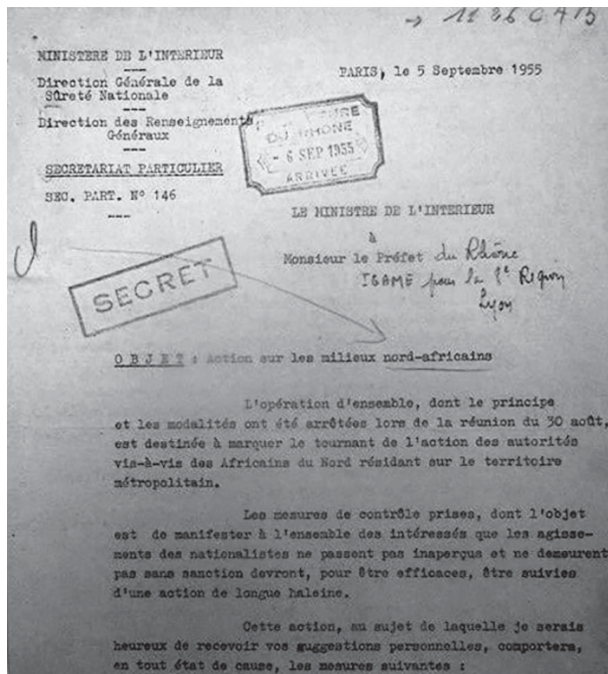 → 11 36 C 415
MINISTERE DE L'INTERIEUR
PARIS, le 5 Septembre 1955
Direction Générale de la
Sûreté Nationale
Direction des Renseignements
Généraux
DU RHONE
- 6 SEP 1955
ARRIVEE
SECRETARIAT PARTICULIER
SEC. PART. N° 146
LE MINISTRE DE L'INTERIEUR
à
Monsieur le Préfet du Rhône
IGAME pour la Région
Lyon
SECRET
OBJET : Action sur les milieux nord-africains
L'opération d'ensemble, dont le principe
et les modalités ont été arrêtées lors de la réunion du 30 août,
est destinée à marquer le tournant de l'action des autorités
vis-à-vis des Africains du Nord résidant sur le territoire
métropolitain.
Les mesures de contrôle prises, dont l'objet
est de manifester à l'ensemble des intéressés que les agisse-
ments des nationalistes ne passent pas inaperçus et ne demeurent
pas sans sanction devront, pour être efficaces, être suivies
d'une action de longue haleine.
Cette action, au sujet de laquelle je serais
heureux de recevoir vos suggestions personnelles, comportera,
en tout état de cause, les mesures suivantes :